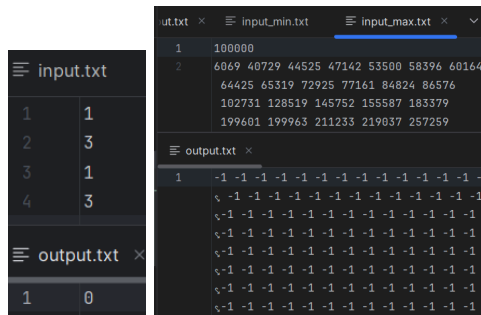 input.txt
1 1
2 3
3 1
4 3
output.txt
1 0
ut.txt input_min.txt input_max.txt
1 100000
2 6069 40729 44525 47142 53500 58396 60164
64425 65319 72925 77161 84824 86576
102731 128519 145752 155587 183379
199601 199963 211233 219037 257259
output.txt
1 -1 -1 -1 -1 -1 -1 -1 -1 -1 -1 -1 -1 -1 -
-1 -1 -1 -1 -1 -1 -1 -1 -1 -1 -1 -1
-1 -1 -1 -1 -1 -1 -1 -1 -1 -1 -1 -1 -1
-1 -1 -1 -1 -1 -1 -1 -1 -1 -1 -1 -1 -1
-1 -1 -1 -1 -1 -1 -1 -1 -1 -1 -1 -1 -1
-1 -1 -1 -1 -1 -1 -1 -1 -1 -1 -1 -1 -1
-1 -1 -1 -1 -1 -1 -1 -1 -1 -1 -1 -1 -1
-1 -1 -1 -1 -1 -1 -1 -1 -1 -1 -1 -1 -1